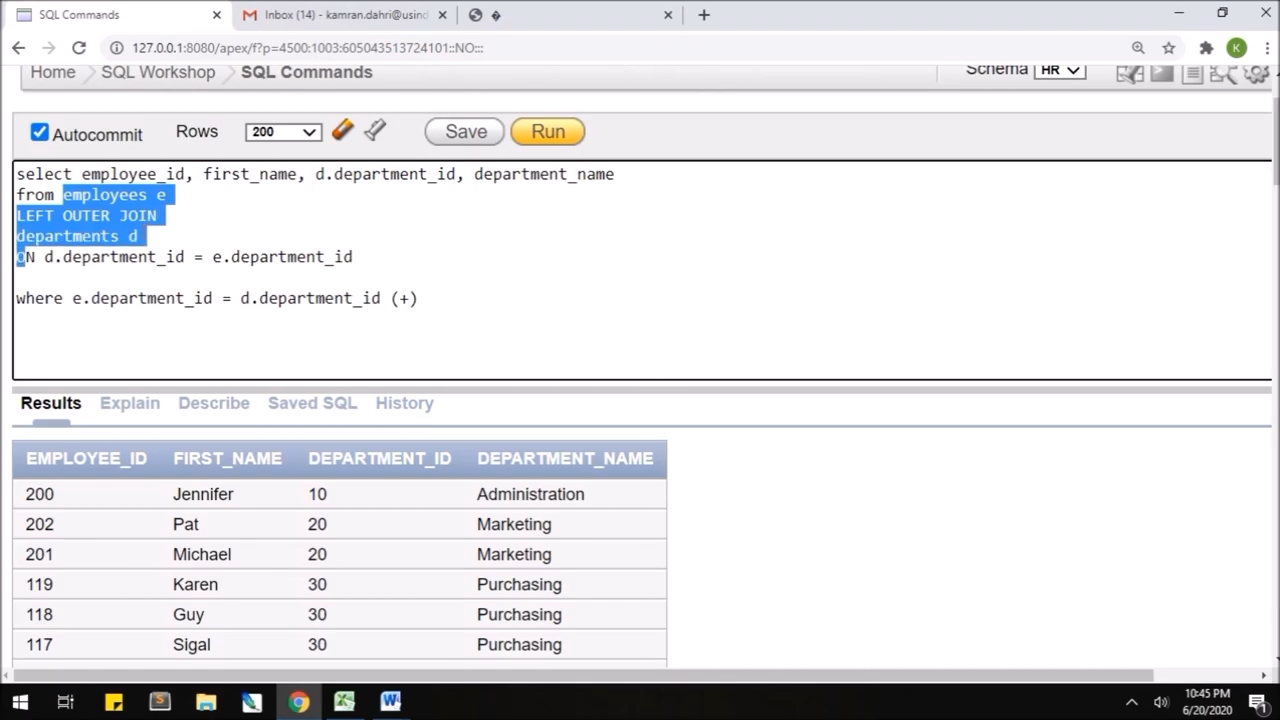 SQL Commands
Inbox (14) - kamran.dahri@usind
127.0.0.1:8080/apex/f?p=4500:1003:605043513724101::NO:::
K
Home SQL Workshop SQL Commands
Schema HR
Autocommit Rows 200 Save Run
select employee_id, first_name, d.department_id, department_name
from employees e
LEFT OUTER JOIN
departments d
ON d.department_id = e.department_id
where e.department_id = d.department_id (+)
Results Explain Describe Saved SQL History
EMPLOYEE_ID FIRST_NAME DEPARTMENT_ID DEPARTMENT_NAME
200 Jennifer 10 Administration
202 Pat 20 Marketing
201 Michael 20 Marketing
119 Karen 30 Purchasing
118 Guy 30 Purchasing
117 Sigal 30 Purchasing
10:45 PM
6/20/2020
1